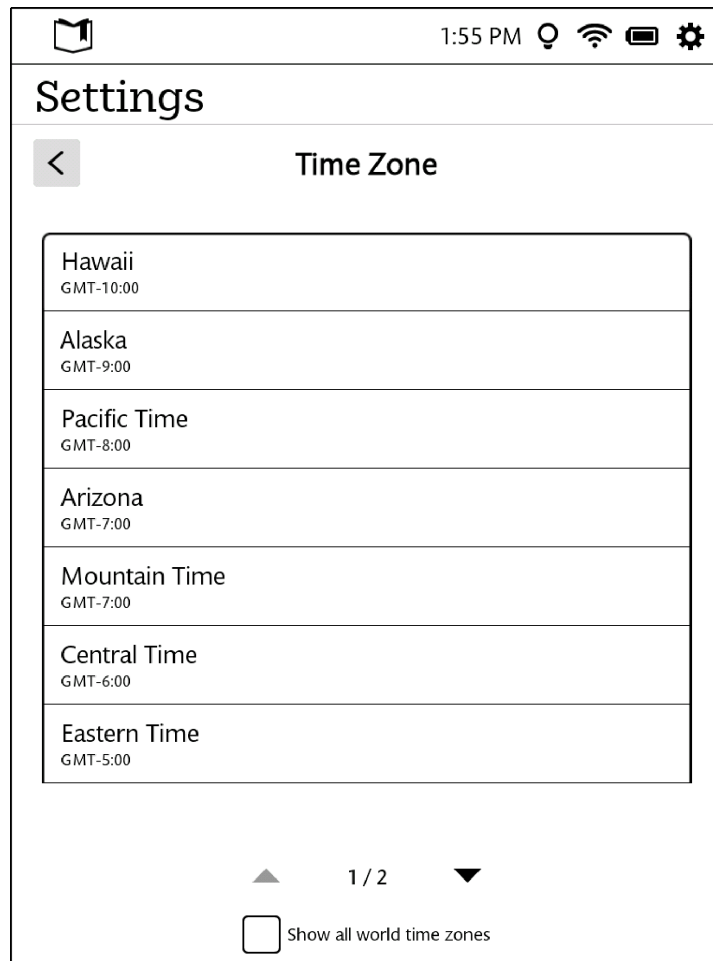 1:55 PM
Settings
Time Zone
Hawaii
GMT-10:00
Alaska
GMT-9:00
Pacific Time
GMT-8:00
Arizona
GMT-7:00
Mountain Time
GMT-7:00
Central Time
GMT-6:00
Eastern Time
GMT-5:00
1 / 2
Show all world time zones